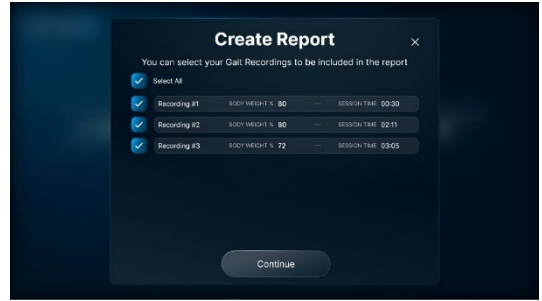 Create Report
You can select your Gait Recordings to be included in the report
Select All
Recording #1 BODY WEIGHT % 80 — SESSION TIME 00:30
Recording #2 BODY WEIGHT % 80 — SESSION TIME 02:11
Recording #3 BODY WEIGHT % 72 — SESSION TIME 03:05
Continue